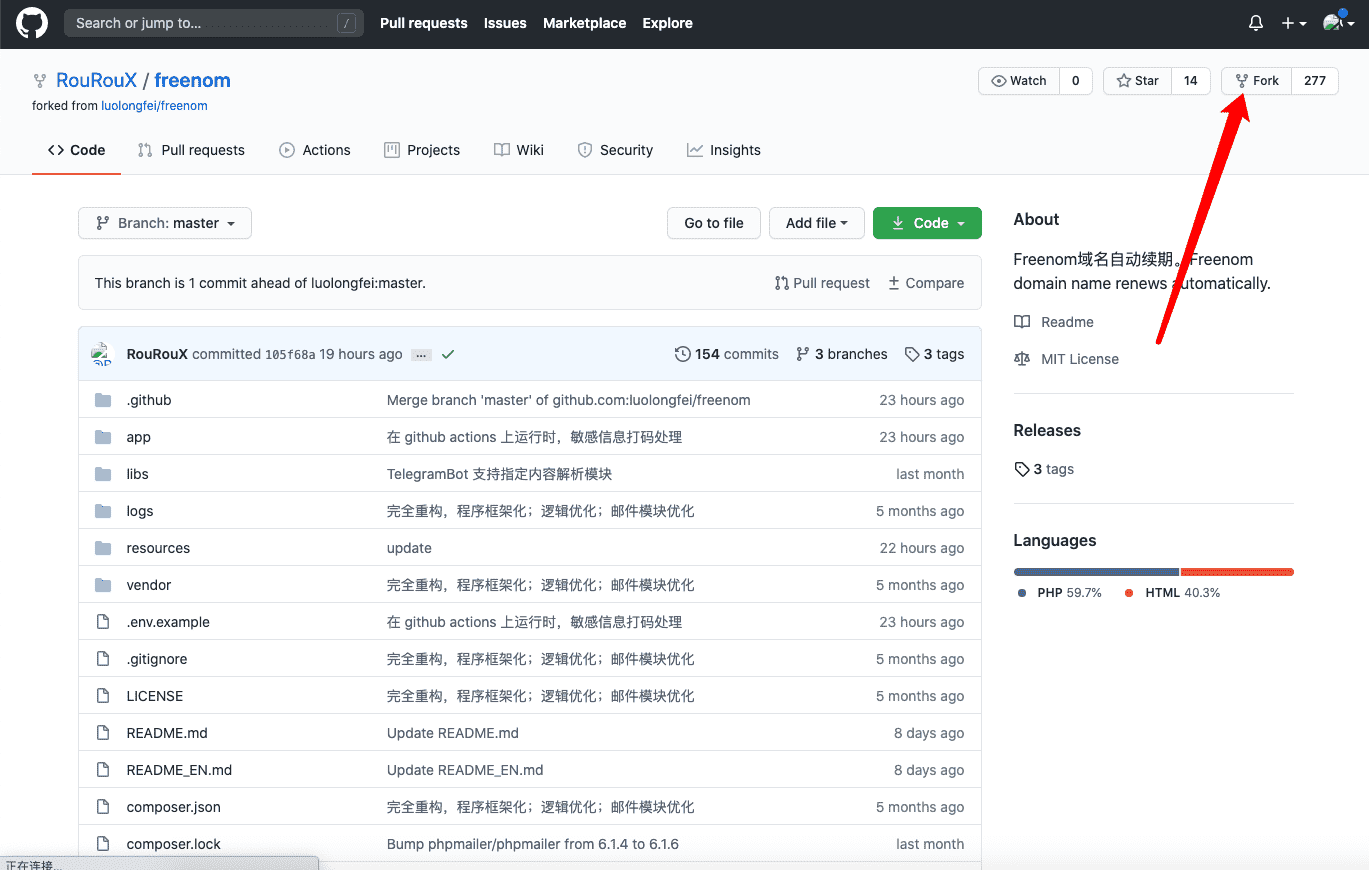 Search or jump to... /
Pull requests Issues Marketplace Explore
RouRouX / freenom
forked from luolongfei/freenom
Watch 0 Star 14 Fork 277
Code Pull requests Actions Projects Wiki Security Insights
Branch: master
Go to file Add file Code
This branch is 1 commit ahead of luolongfei:master.
Pull request Compare
RouRouX committed 105f68a 19 hours ago ...
154 commits 3 branches 3 tags
.github Merge branch 'master' of github.com:luolongfei/freenom 23 hours ago
app 在 github actions 上运行时，敏感信息打码处理 23 hours ago
libs TelegramBot 支持指定内容解析模块 last month
logs 完全重构，程序框架化；逻辑优化；邮件模块优化 5 months ago
resources update 22 hours ago
vendor 完全重构，程序框架化；逻辑优化；邮件模块优化 5 months ago
.env.example 在 github actions 上运行时，敏感信息打码处理 23 hours ago
.gitignore 完全重构，程序框架化；逻辑优化；邮件模块优化 5 months ago
LICENSE 完全重构，程序框架化；逻辑优化；邮件模块优化 5 months ago
README.md Update README.md 8 days ago
README_EN.md Update README_EN.md 8 days ago
composer.json 完全重构，程序框架化；逻辑优化；邮件模块优化 5 months ago
composer.lock Bump phpmailer/phpmailer from 6.1.4 to 6.1.6 last month
About
Freenom域名自动续期。Freenom
domain name renews automatically.
Readme
MIT License
Releases
3 tags
Languages
PHP 59.7% HTML 40.3%
正在连接...